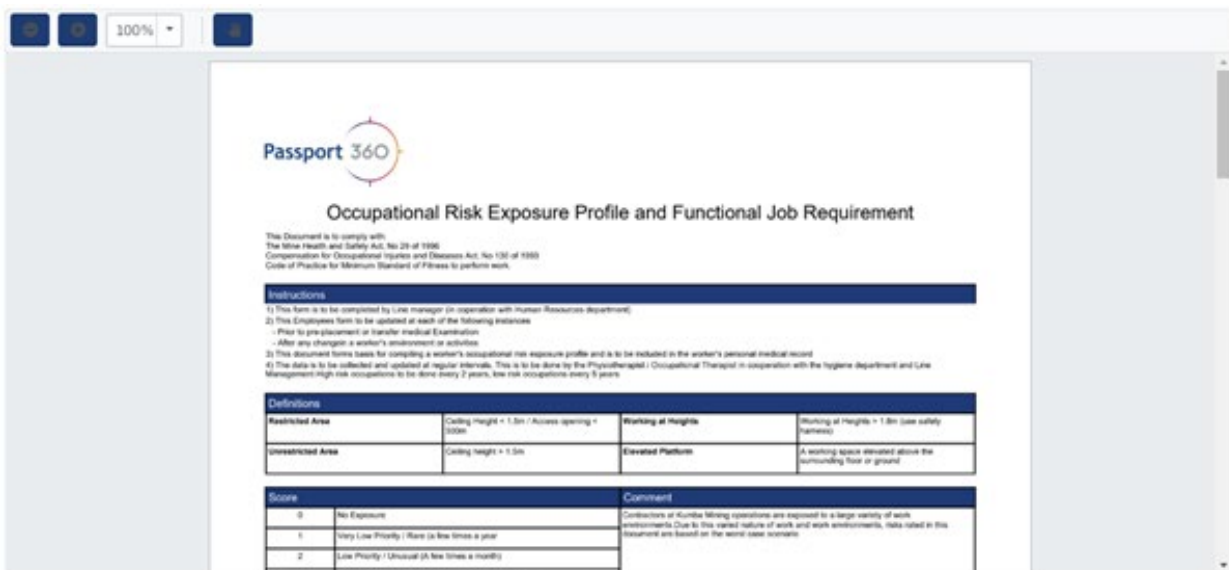 100%
Passport 360
Occupational Risk Exposure Profile and Functional Job Requirement
This Document is to comply with
The Mine Health and Safety Act, No 29 of 1996
Compensation for Occupational Injuries and Diseases Act, No 130 of 1993
Code of Practice for Minimum Standard of Fitness to perform work.
Instructions
1) This form is to be completed by Line manager (in coperation with Human Resources department)
2) This Employees form to be updated at each of the following instances
- Prior to pre-placement or transfer medical Examination
- After any changein a worker's environment or activities
3) This document forms basis for compiling a worker's occupational risk exposure profile and is to be included in the worker's personal medical record
4) The data is to be collected and updated at regular intervals. This is to be done by the Physiotherapist / Occupational Therapist in cooperation with the hygiene department and Line
Management High risk occupations to be done every 2 years, low risk occupations every 5 years
Definitions
Restricted Area Ceiling Height < 1.5m / Access opening < Working at Heights Working at Heights > 1.8m (use safety
500m harness)
Unrestricted Area Ceiling height > 1.5m Elevated Platform A working space elevated above the
surrounding floor or ground
Score Comment
0 No Exposure Contractors at Kumba Mining operations are exposed to a large variety of work
environments.Due to this varied nature of work and work environments, risks rated in this
1 Very Low Priority / Rare (a few times a year document are based on the worst case scenario
2 Low Priority / Unusual (A few times a month)